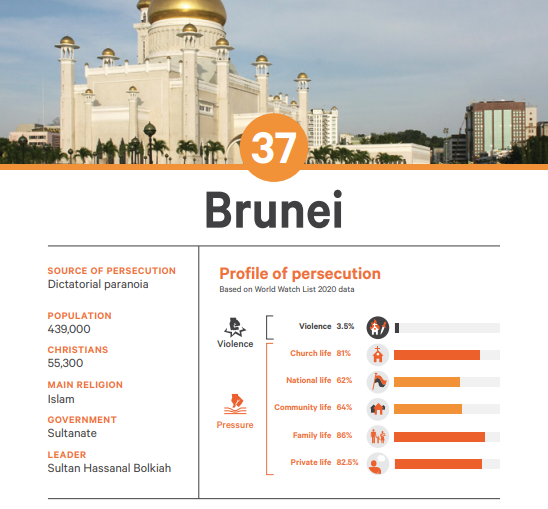 37
Brunei
SOURCE OF PERSECUTION
Dictatorial paranoia
POPULATION
439,000
CHRISTIANS
55,300
MAIN RELIGION
Islam
GOVERNMENT
Sultanate
LEADER
Sultan Hassanal Bolkiah
Profile of persecution
Based on World Watch List 2020 data
Violence
Violence 3.5%
Pressure
Church life 81%
National life 62%
Community life 64%
Family life 86%
Private life 82.5%